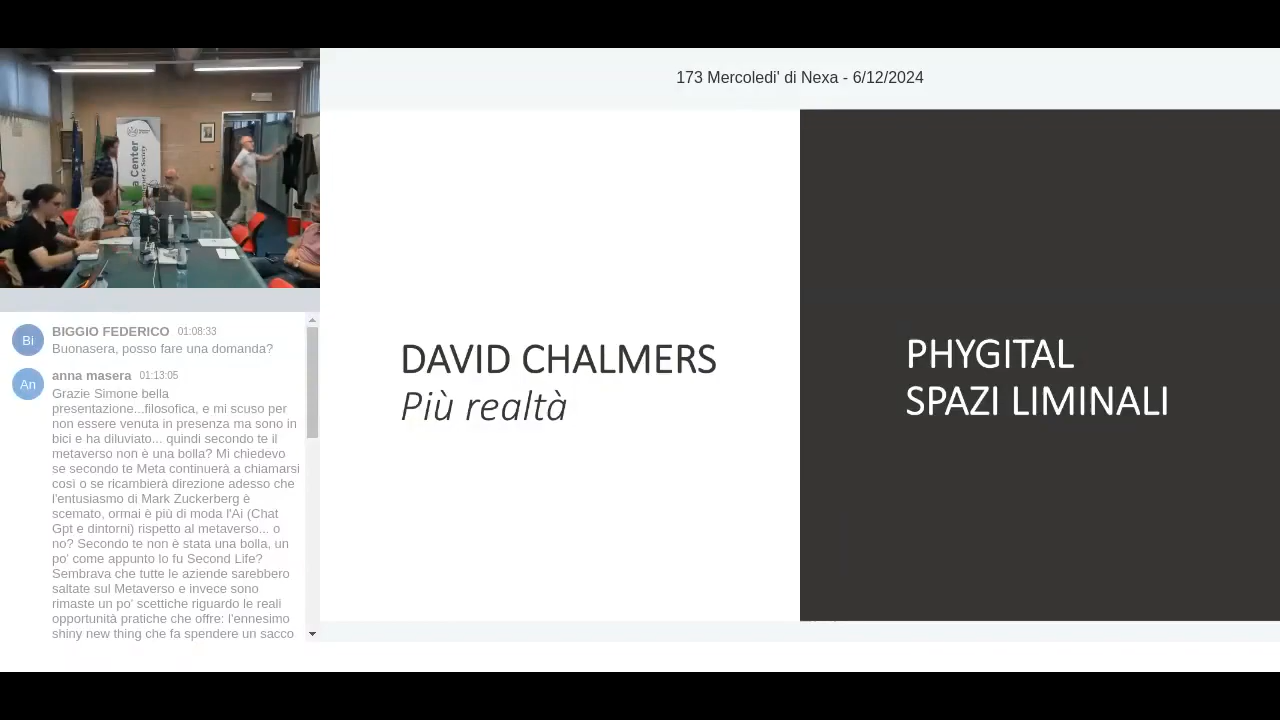 173 Mercoledi' di Nexa - 6/12/2024
Center
& Society
DAVID CHALMERS
Più realtà
PHYGITAL
SPAZI LIMINALI
Bi
BIGGIO FEDERICO 01:08:33
Buonasera, posso fare una domanda?
An
anna masera 01:13:05
Grazie Simone bella
presentazione...filosofica, e mi scuso per
non essere venuta in presenza ma sono in
bici e ha diluviato... quindi secondo te il
metaverso non è una bolla? Mi chiedevo
se secondo te Meta continuerà a chiamarsi
così o se ricambierà direzione adesso che
l'entusiasmo di Mark Zuckerberg è
scemato, ormai è più di moda l'Ai (Chat
Gpt e dintorni) rispetto al metaverso... o
no? Secondo te non è stata una bolla, un
po' come appunto lo fu Second Life?
Sembrava che tutte le aziende sarebbero
saltate sul Metaverso e invece sono
rimaste un po' scettiche riguardo le reali
opportunità pratiche che offre: l'ennesimo
shiny new thing che fa spendere un sacco